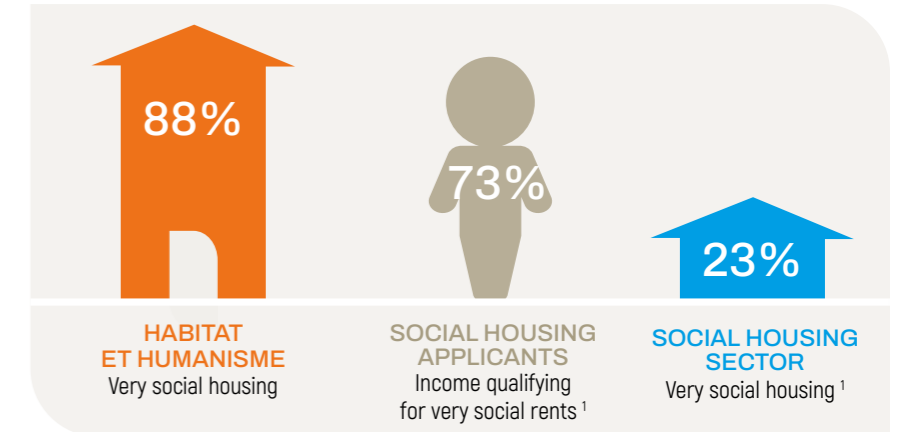 88%
73%
23%
HABITAT
ET HUMANISME
Very social housing
SOCIAL HOUSING
APPLICANTS
Income qualifying
for very social rents 1
SOCIAL HOUSING
SECTOR
Very social housing 1